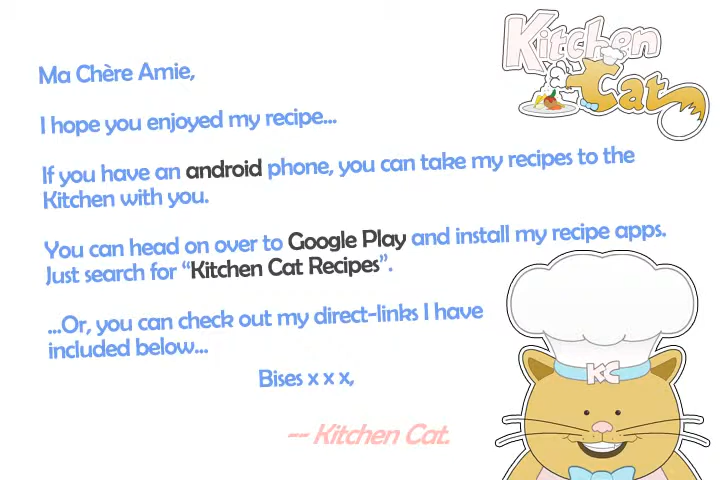 Kitchen
Cat
Ma Chère Amie,
I hope you enjoyed my recipe...
If you have an android phone, you can take my recipes to the
Kitchen with you.
You can head on over to Google Play and install my recipe apps.
Just search for “Kitchen Cat Recipes”.
...Or, you can check out my direct-links I have
included below...
Bises x x x,
-- Kitchen Cat.
KC